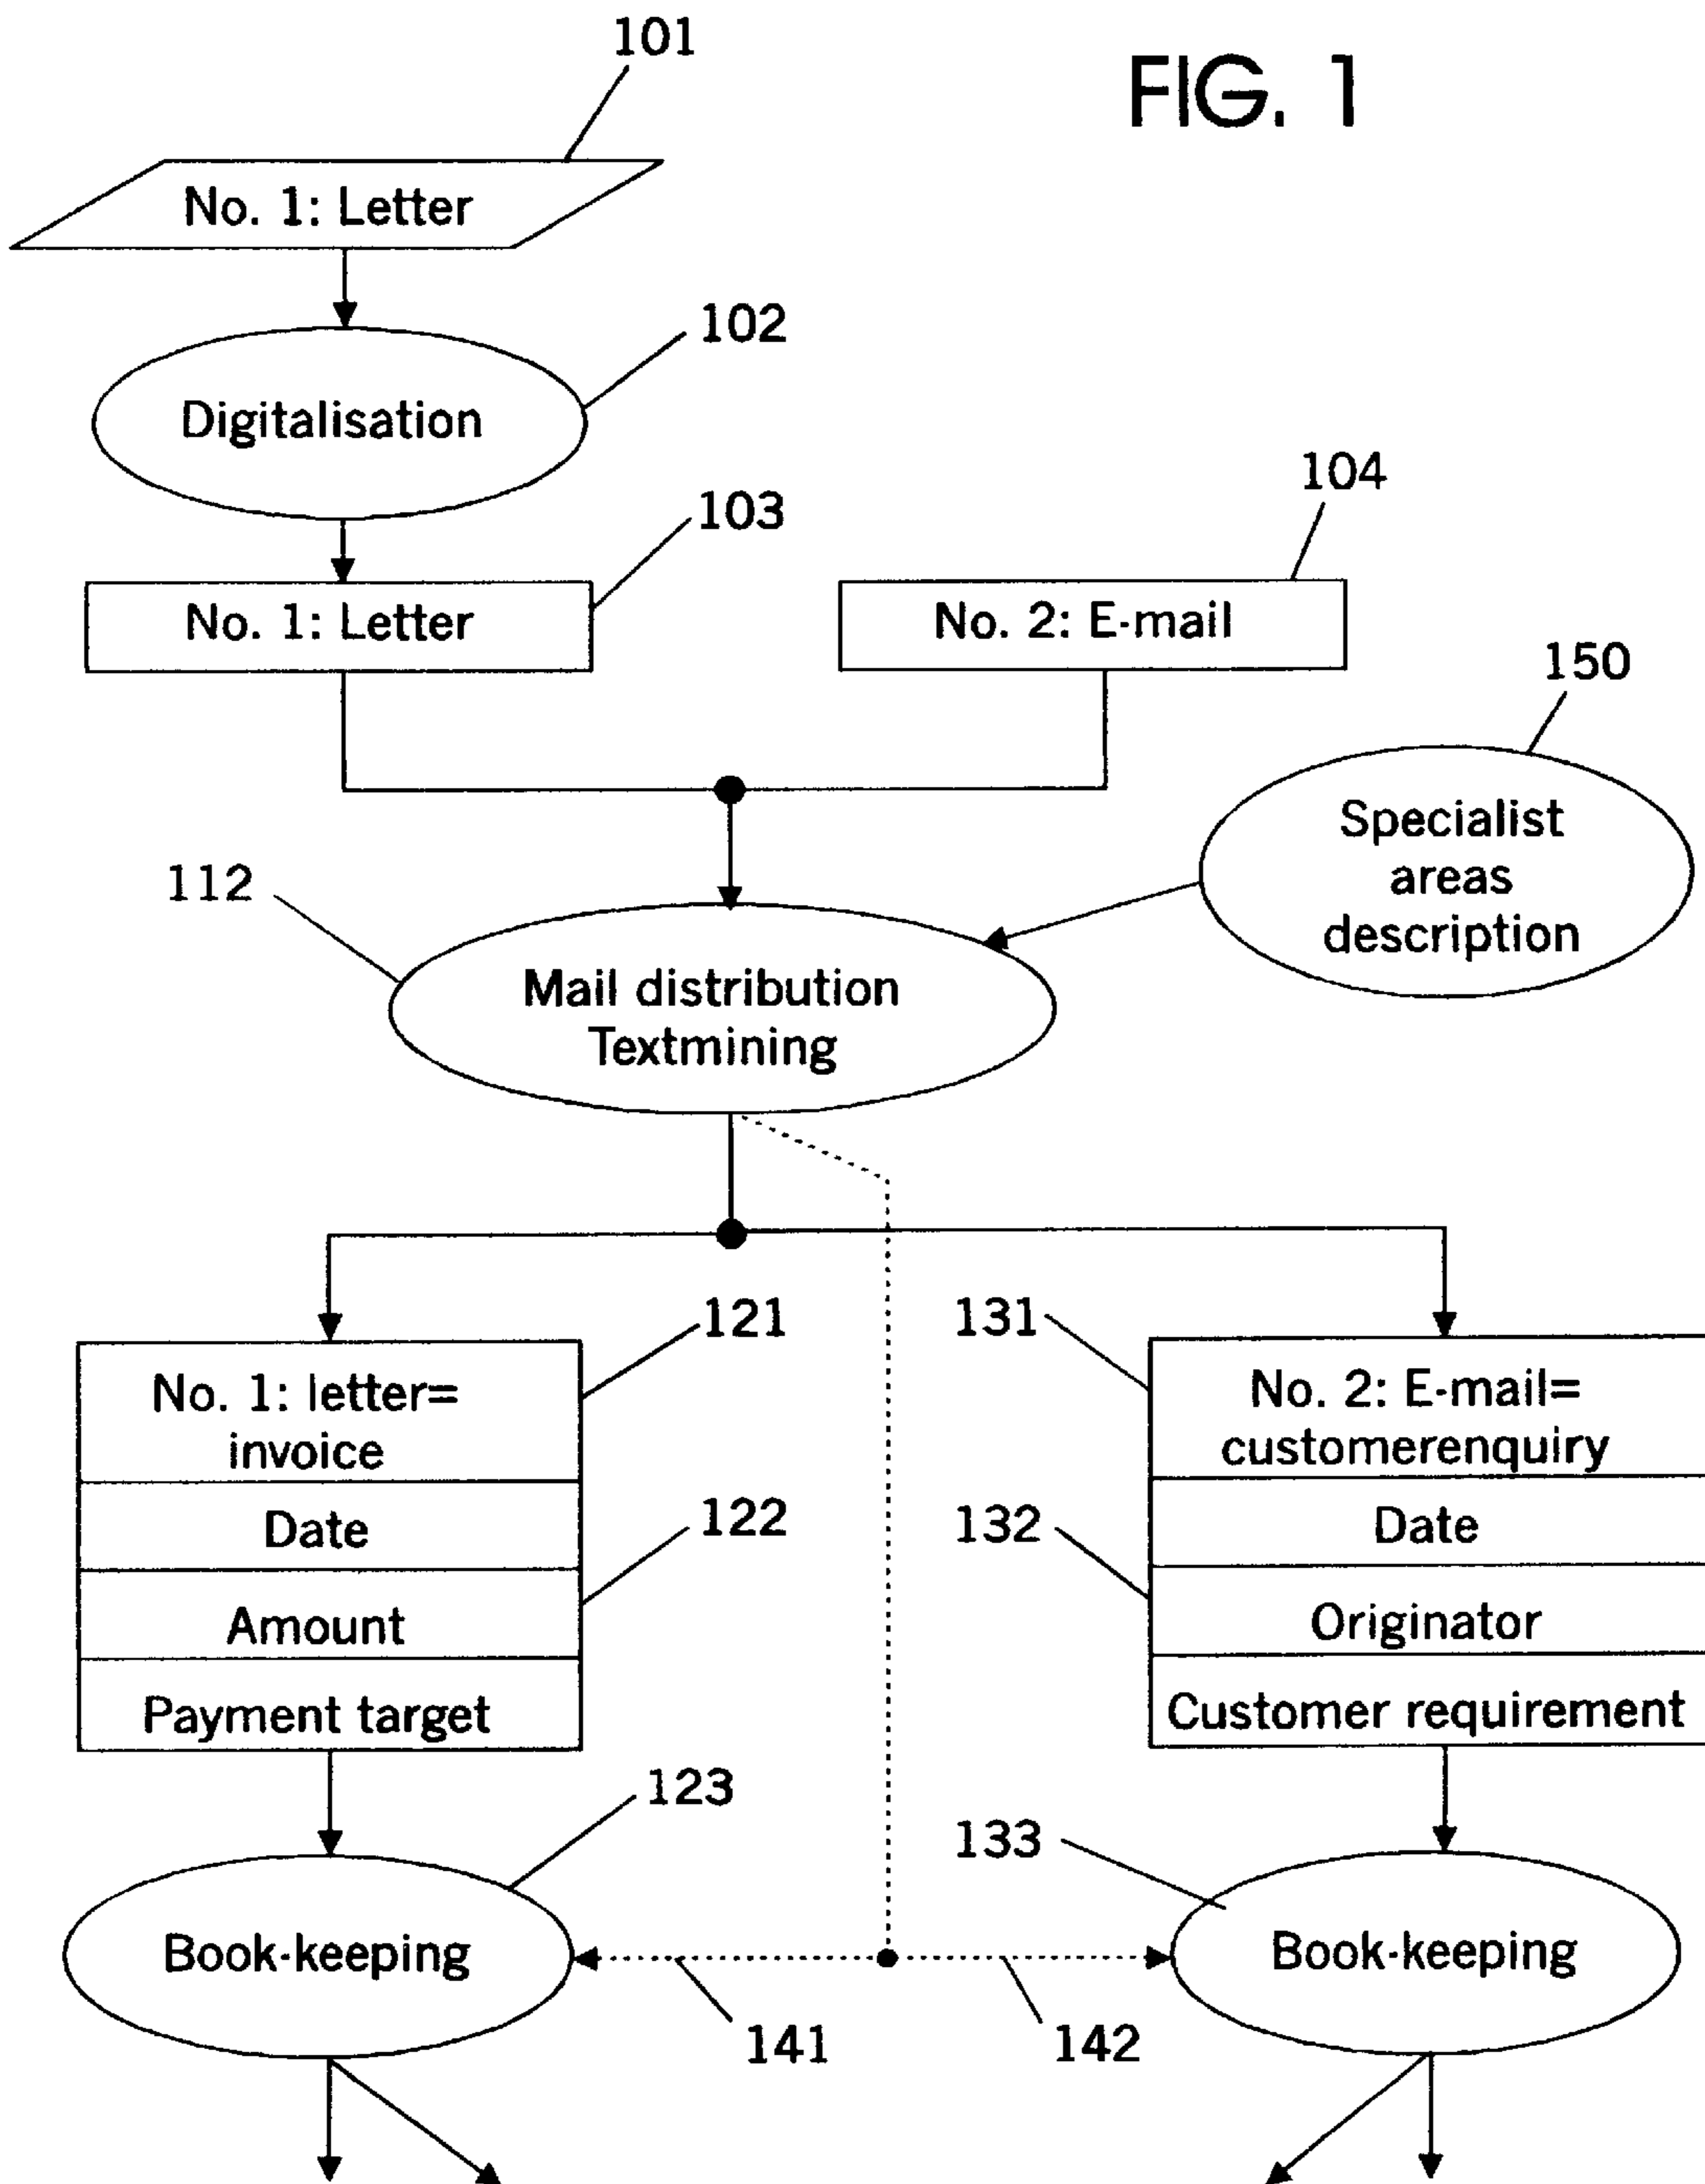 101
FIG. 1
No. 1: Letter
102
Digitalisation
104
103
No. 1: Letter
No. 2: E-mail
150
Specialist
areas
description
112
Mail distribution
Textmining
121
131
No. 1: letter=
invoice
No. 2: E-mail=
customerenquiry
Date
122
132
Date
Amount
Originator
Payment target
Customer requirement
123
133
Book-keeping
Book-keeping
141
142